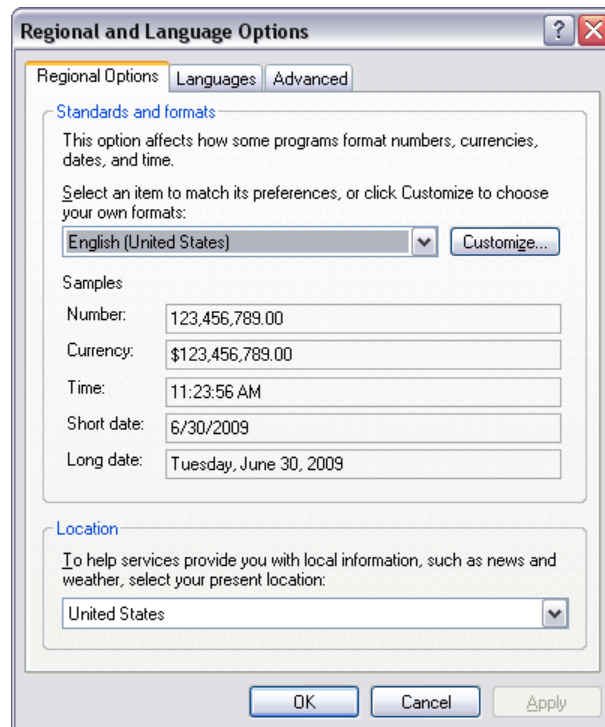 Regional and Language Options
Regional Options Languages Advanced
Standards and formats
This option affects how some programs format numbers, currencies,
dates, and time.
Select an item to match its preferences, or click Customize to choose
your own formats:
English (United States) Customize...
Samples
Number: 123,456,789.00
Currency: $123,456,789.00
Time: 11:23:56 AM
Short date: 6/30/2009
Long date: Tuesday, June 30, 2009
Location
To help services provide you with local information, such as news and
weather, select your present location:
United States
OK Cancel Apply